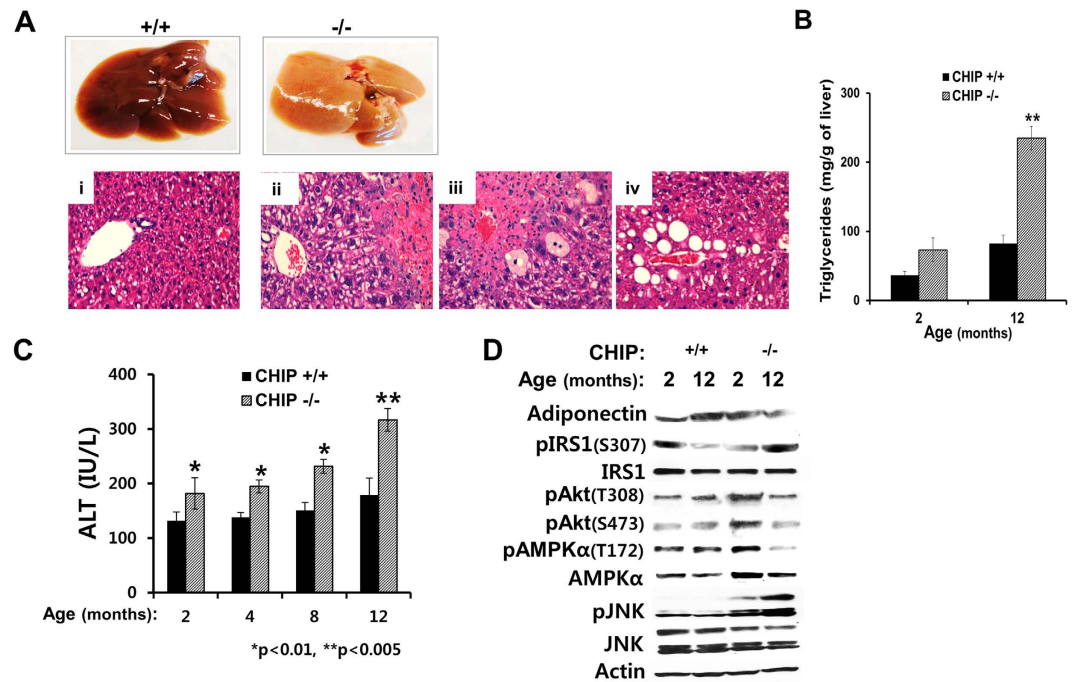 A
+/+
-/-
i
ii
iii
iv
B
Triglycerides (mg/g of liver)
CHIP +/+
CHIP -/-
300
200
100
0
**
2
12
Age (months)
C
ALT (IU/L)
400
300
200
100
0
CHIP +/+
CHIP -/-
*
*
*
**
Age (months): 2 4 8 12
*p<0.01, **p<0.005
D
CHIP: +/+ -/-
Age (months): 2 12 2 12
Adiponectin
pIRS1(S307)
IRS1
pAkt(T308)
pAkt(S473)
pAMPKα(T172)
AMPKα
pJNK
JNK
Actin